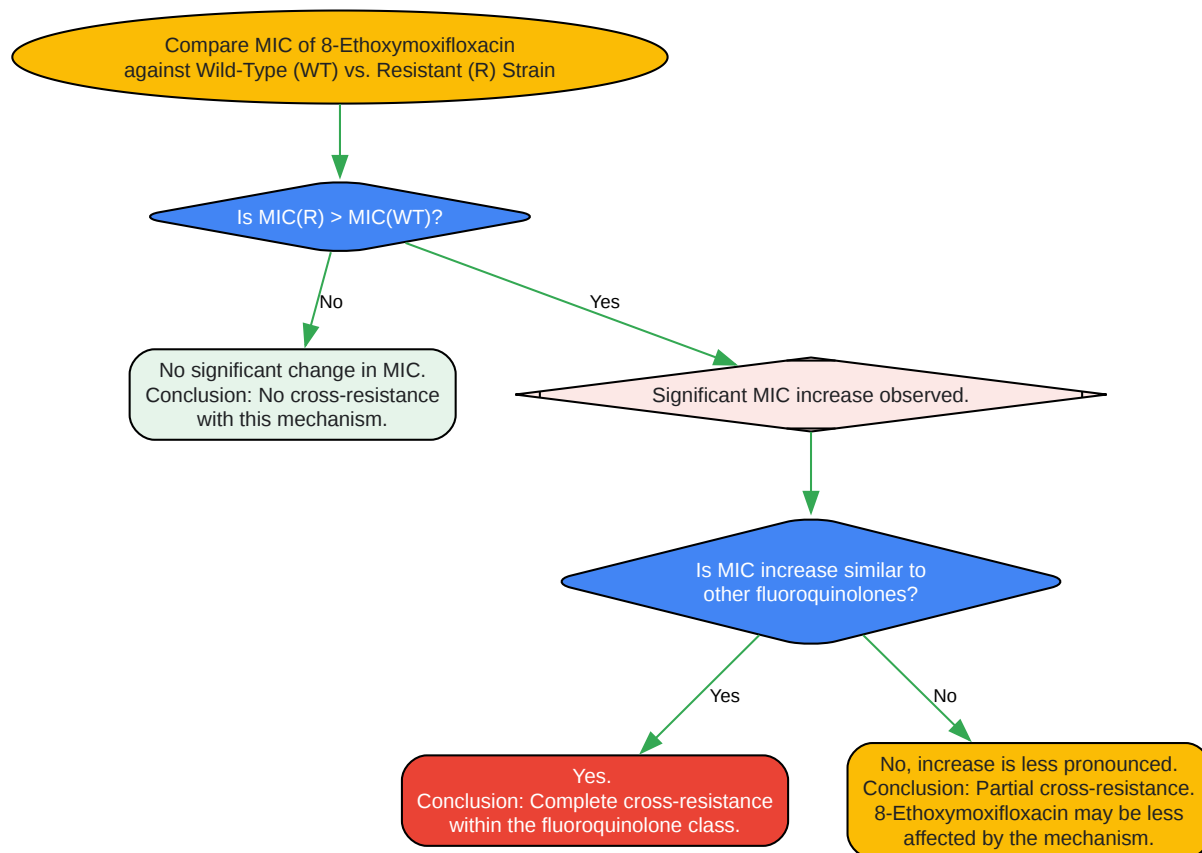 Compare MIC of 8-Ethoxymoxifloxacin
against Wild-Type (WT) vs. Resistant (R) Strain
Is MIC(R) > MIC(WT)?
No
Yes
No significant change in MIC.
Conclusion: No cross-resistance
with this mechanism.
Significant MIC increase observed.
Is MIC increase similar to
other fluoroquinolones?
Yes
No
Yes.
Conclusion: Complete cross-resistance
within the fluoroquinolone class.
No, increase is less pronounced.
Conclusion: Partial cross-resistance.
8-Ethoxymoxifloxacin may be less
affected by the mechanism.